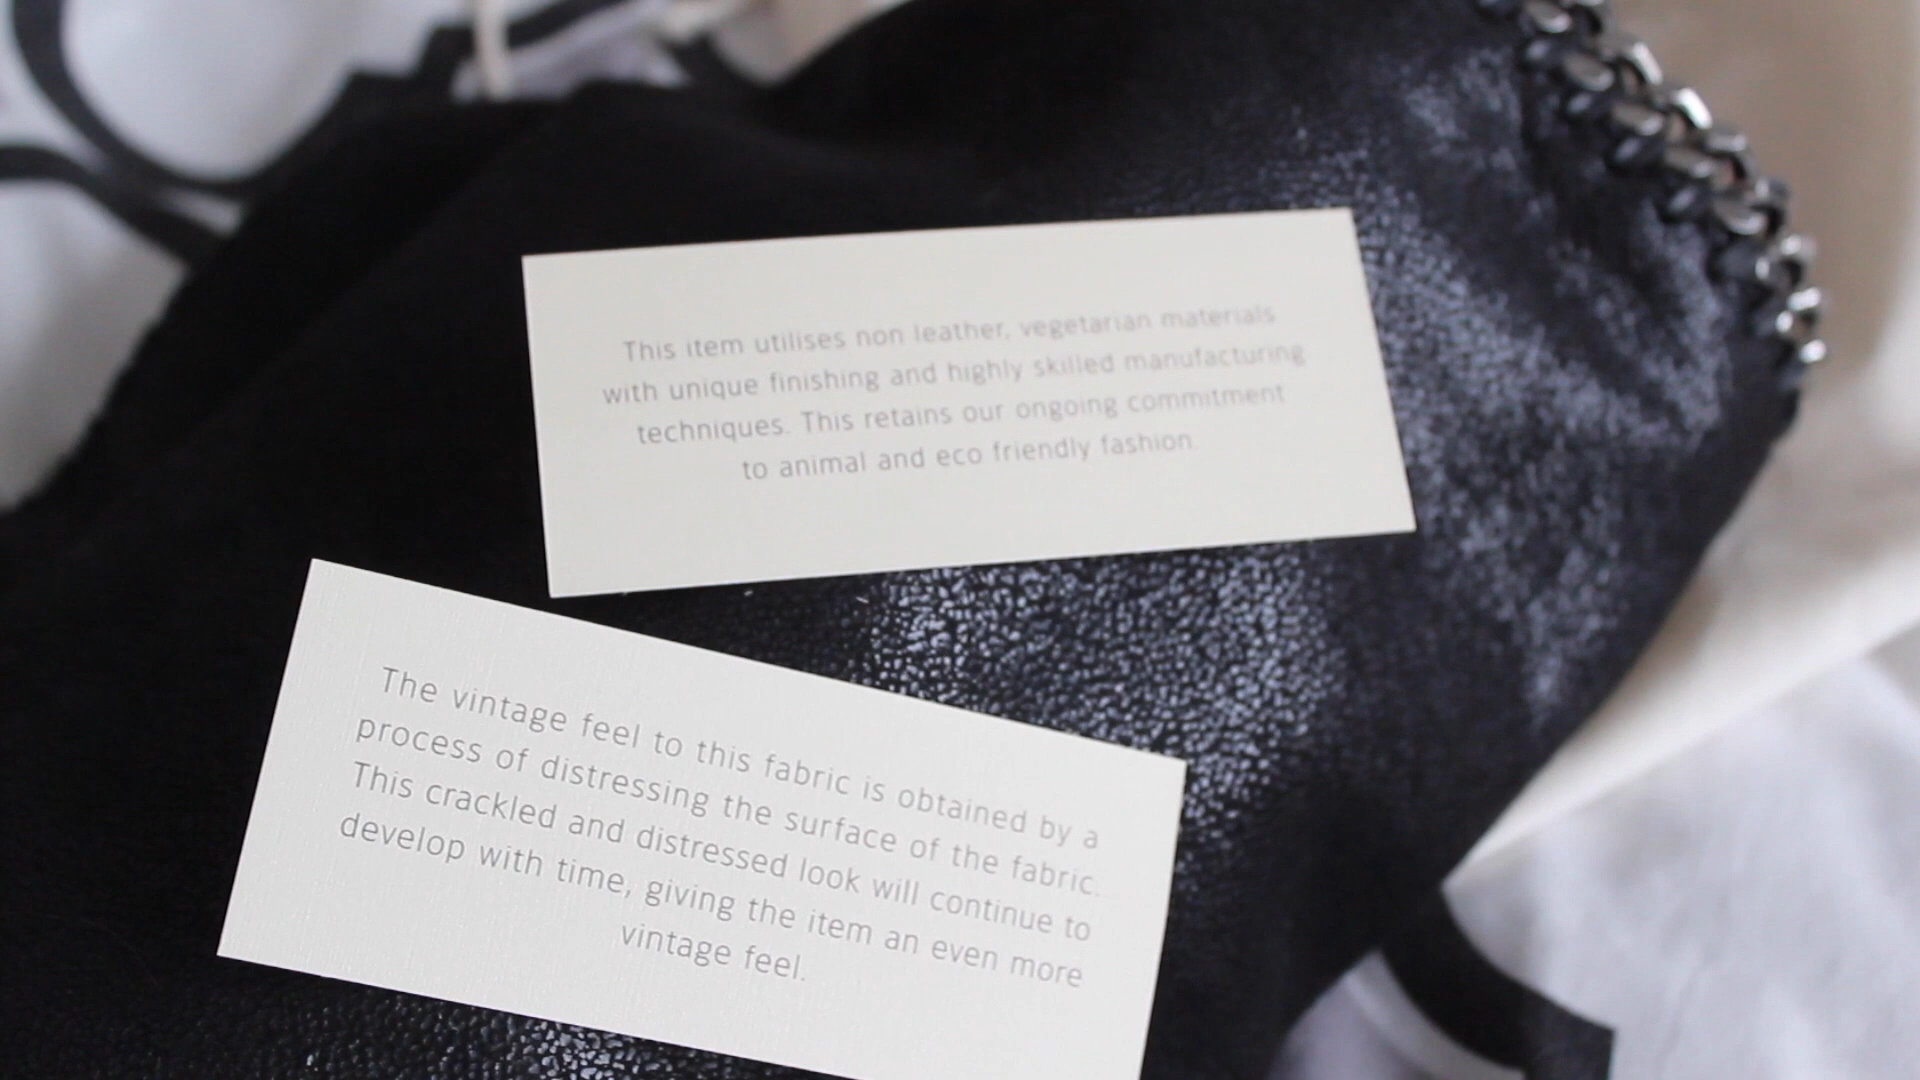 This item utilises non leather, vegetarian materials
with unique finishing and highly skilled manufacturing
techniques. This retains our ongoing commitment
to animal and eco friendly fashion.
The vintage feel to this fabric is obtained by a
process of distressing the surface of the fabric.
This crackled and distressed look will continue to
develop with time, giving the item an even more
vintage feel.